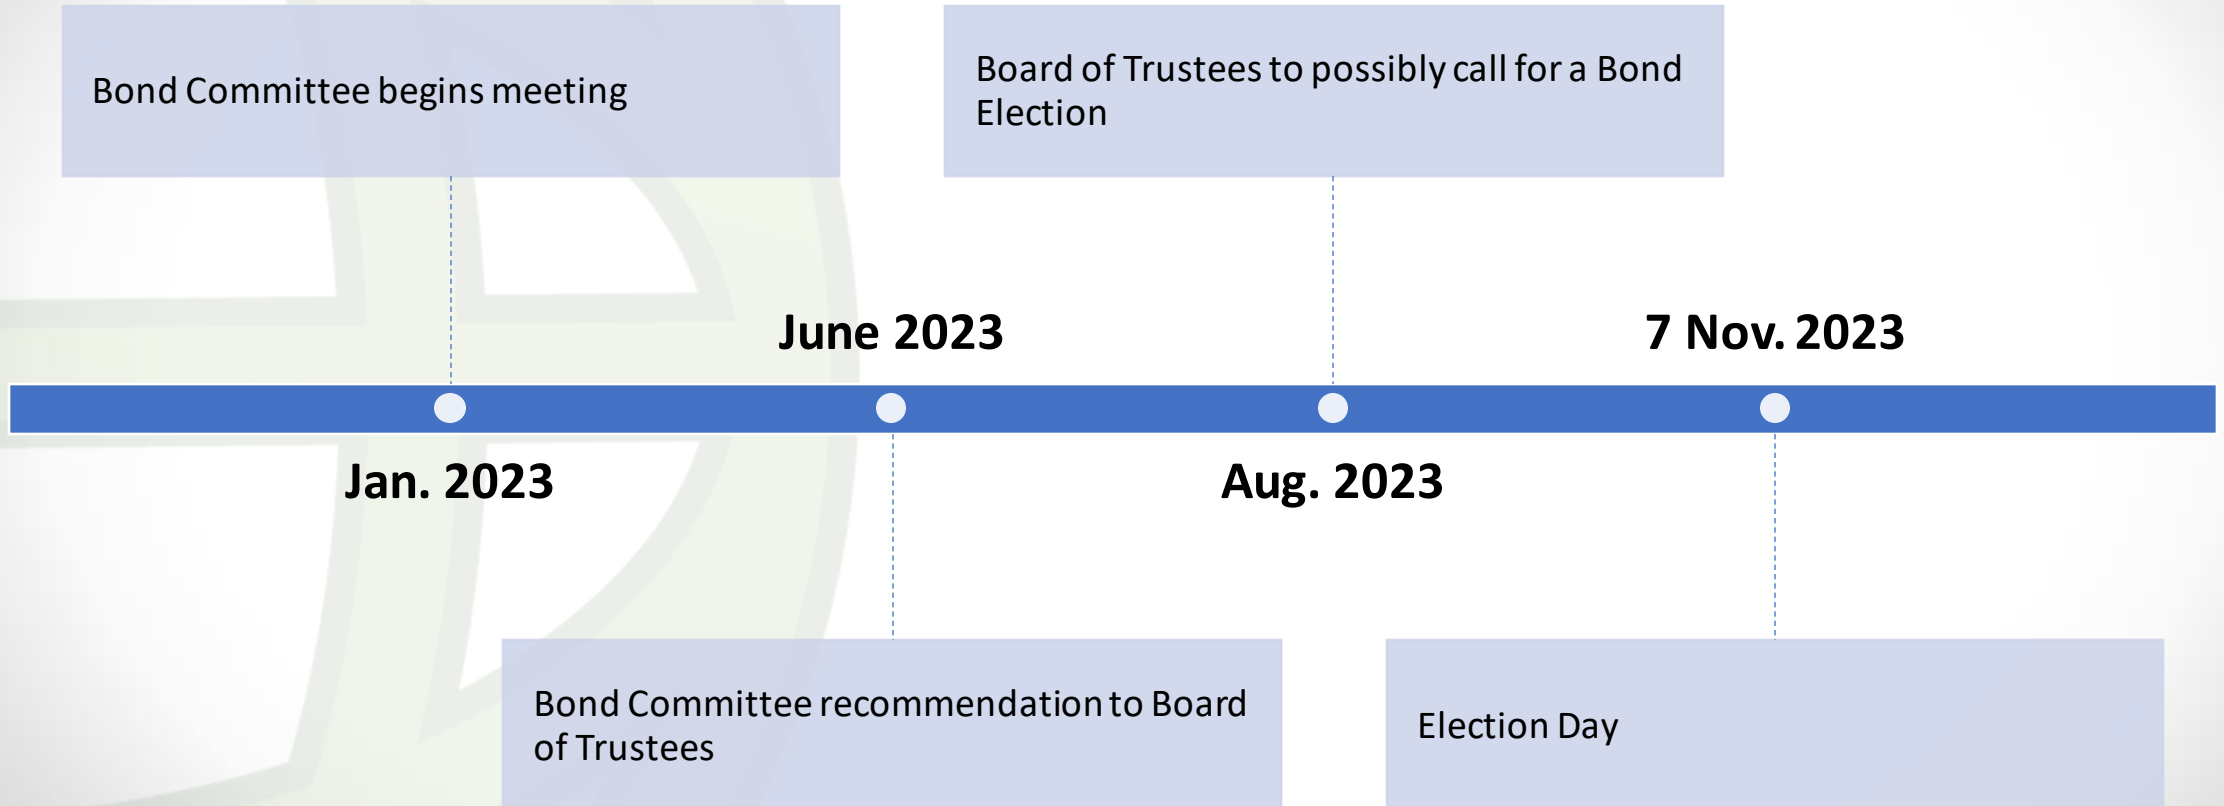 Bond Committee begins meeting
Board of Trustees to possibly call for a Bond
Election
June 2023
7 Nov. 2023
Jan. 2023
Aug. 2023
Bond Committee recommendation to Board
of Trustees
Election Day